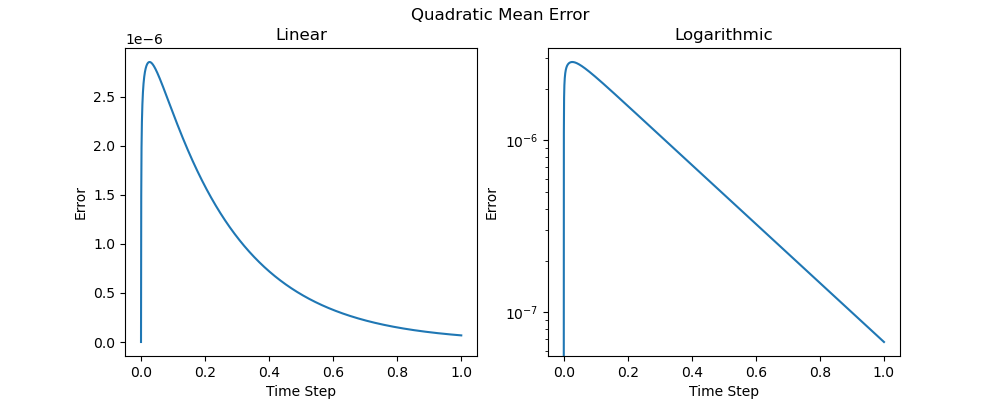 Quadratic Mean Error
Linear
1e−6
2.5
2.0
1.5
1.0
0.5
0.0
Error
0.0 0.2 0.4 0.6 0.8 1.0
Time Step
Logarithmic
10⁻⁶
10⁻⁷
Error
0.0 0.2 0.4 0.6 0.8 1.0
Time Step